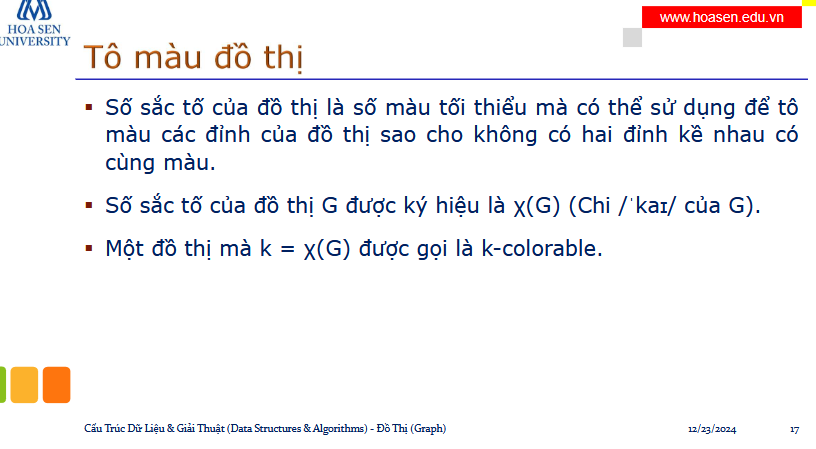 HOA SEN
UNIVERSITY
www.hoasen.edu.vn
Tô màu đồ thị
▪ Số sắc tố của đồ thị là số màu tối thiểu mà có thể sử dụng để tô
màu các đỉnh của đồ thị sao cho không có hai đỉnh kề nhau có
cùng màu.
▪ Số sắc tố của đồ thị G được ký hiệu là χ(G) (Chi /ˈkaɪ/ của G).
▪ Một đồ thị mà k = χ(G) được gọi là k-colorable.
Cấu Trúc Dữ Liệu & Giải Thuật (Data Structures & Algorithms) - Đồ Thị (Graph)
12/23/2024
17